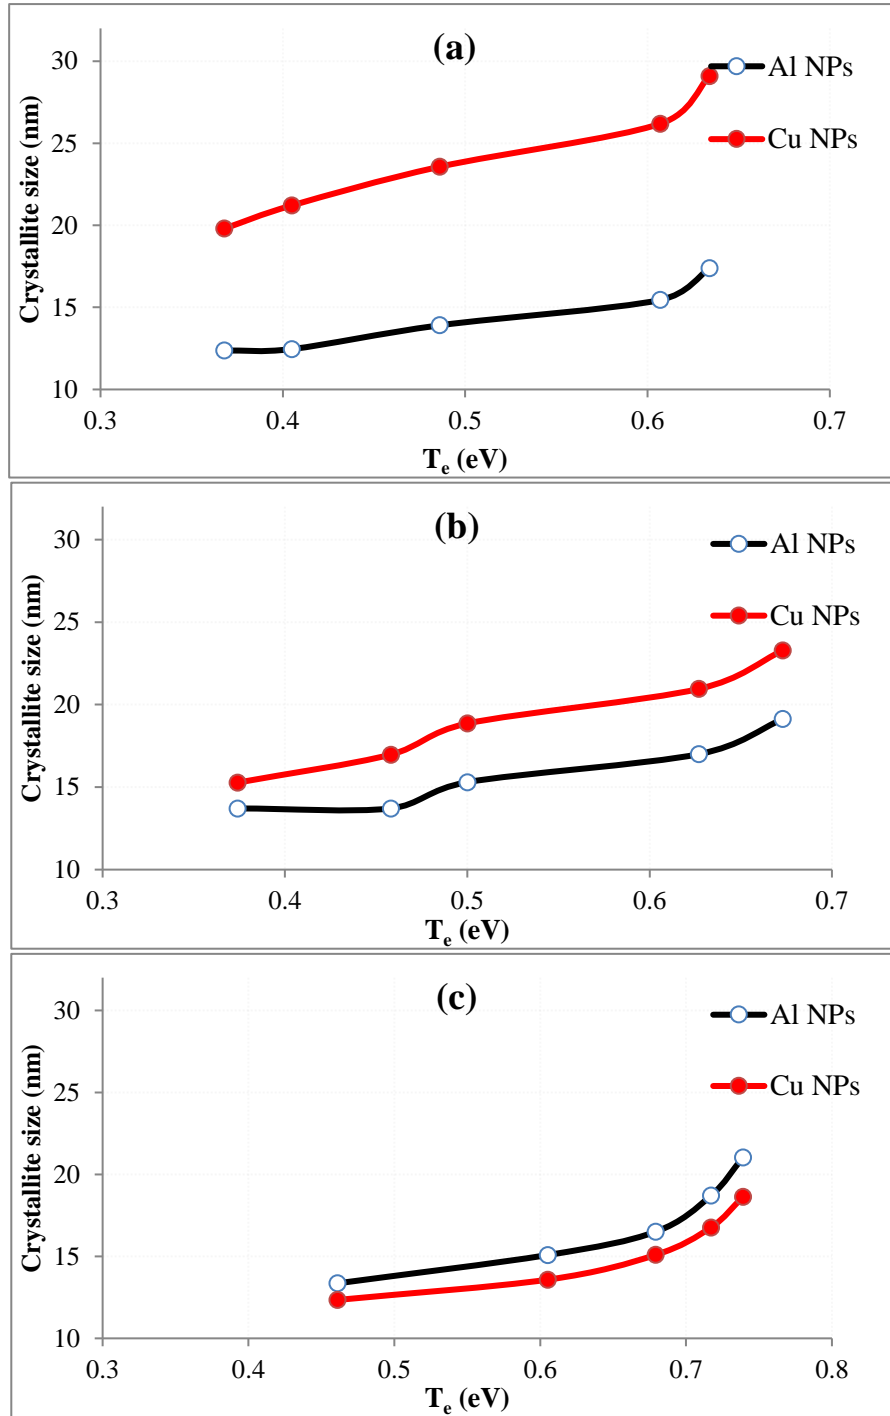 (a)
Al NPs
Cu NPs
Crystallite size (nm)
30
25
20
15
10
0.3 0.4 0.5 0.6 0.7
Te (eV)
(b)
Al NPs
Cu NPs
Crystallite size (nm)
30
25
20
15
10
0.3 0.4 0.5 0.6 0.7
Te (eV)
(c)
Al NPs
Cu NPs
Crystallite size (nm)
30
25
20
15
10
0.3 0.4 0.5 0.6 0.7 0.8
Te (eV)